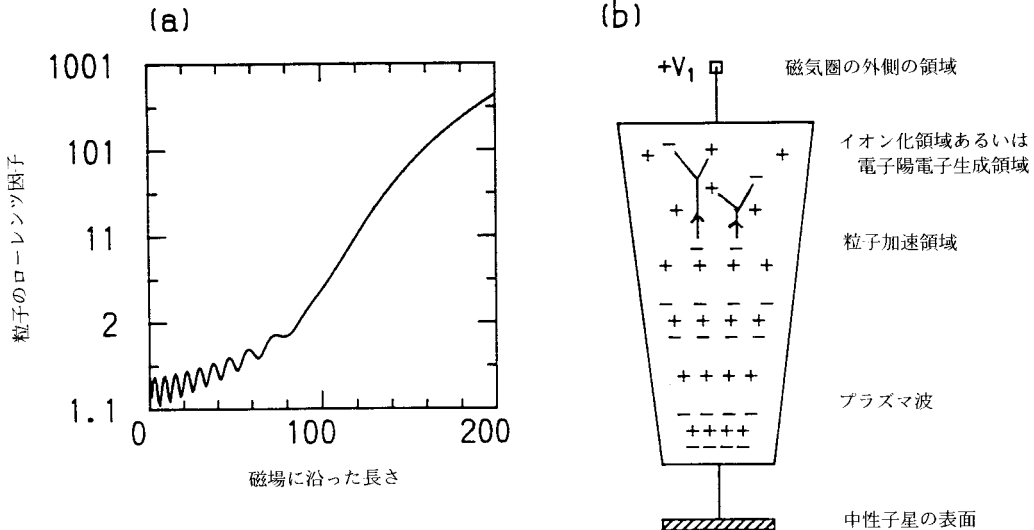 (a)
1001
101
11
2
1.1
0
100
200
粒子のローレンツ因子
磁場に沿った長さ
(b)
+V1
磁気圏の外側の領域
イオン化領域あるいは
電子陽電子生成領域
粒子加速領域
プラズマ波
中性子星の表面
+ − + +
+ −
+ +
− −
+ + + +
− − − −
+ + + +
− − − −
+ + + +
− − − −
+ + + +
− − − −